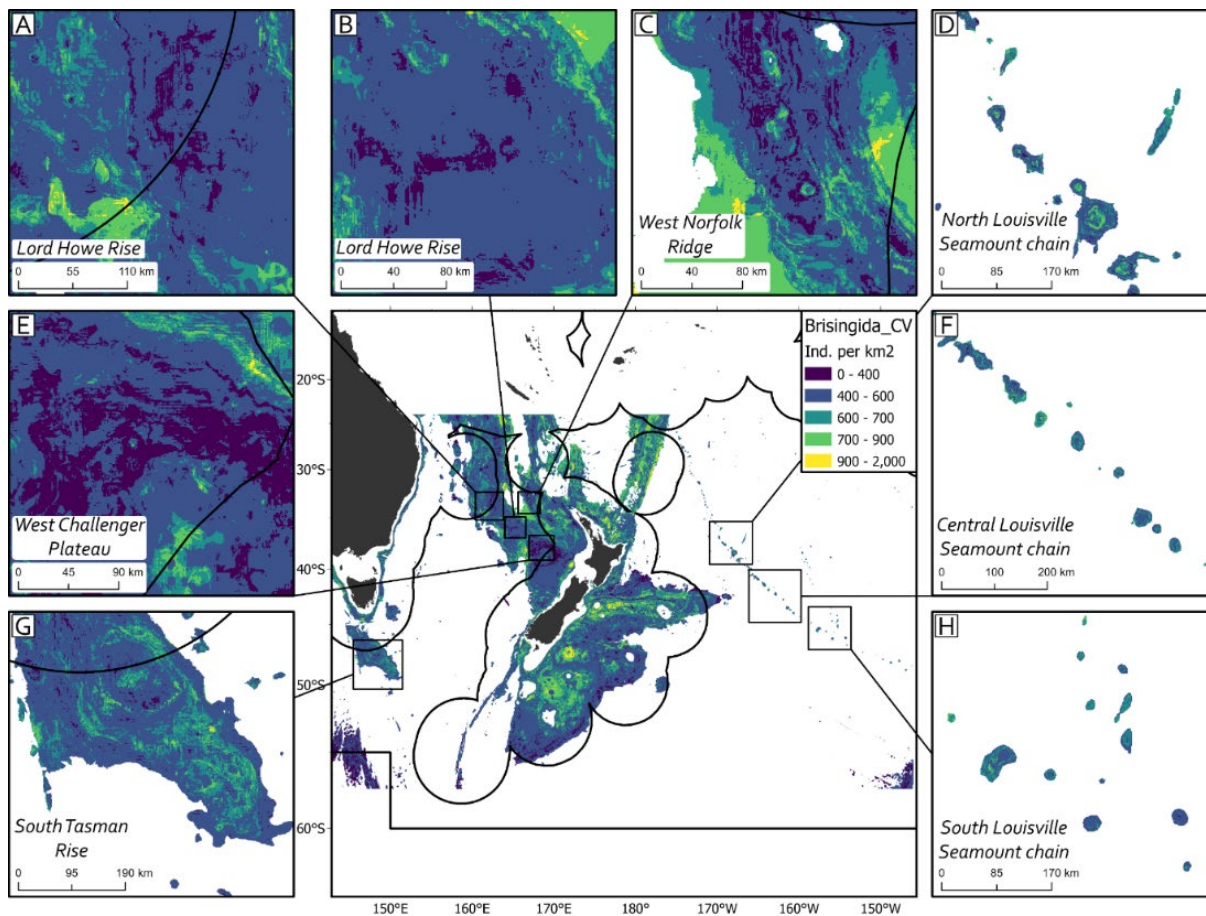 A
Lord Howe Rise
0 55 110 km
B
Lord Howe Rise
0 40 80 km
C
West Norfolk
Ridge
0 40 80 km
D
North Louisville
Seamount chain
0 85 170 km
E
West Challenger
Plateau
0 45 90 km
Brisingida_CV
Ind. per km2
0 - 400
400 - 600
600 - 700
700 - 900
900 - 2,000
20°S
30°S
40°S
50°S
60°S
150°E 160°E 170°E 180° 170°W 160°W 150°W
F
Central Louisville
Seamount chain
0 100 200 km
G
South Tasman
Rise
0 95 190 km
H
South Louisville
Seamount chain
0 85 170 km